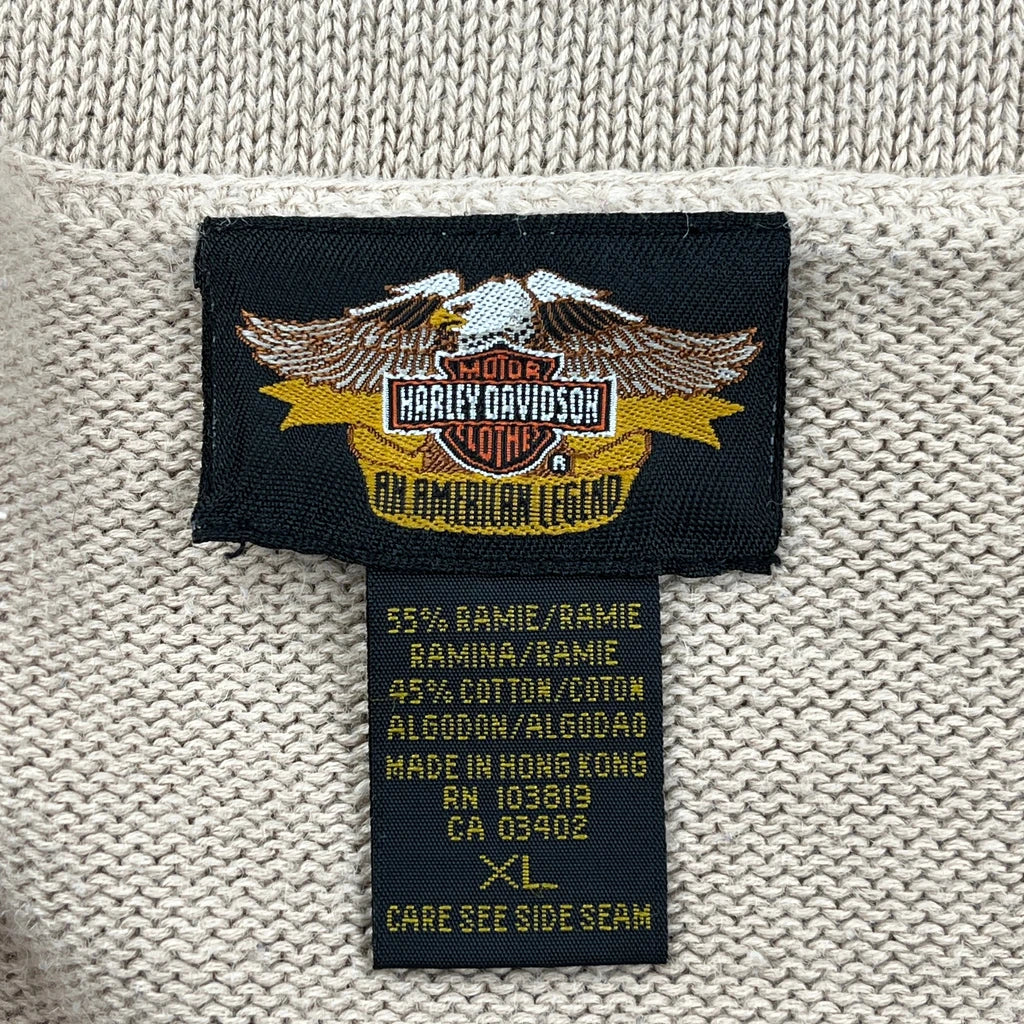 MOTOR
HARLEY DAVIDSON
CLOTHES
®
AN AMERICAN LEGEND
55% RAMIE/RAMIE
RAMINA/RAMIE
45% COTTON/COTON
ALGODON/ALGODAO
MADE IN HONG KONG
RN 103819
CA 03402
XL
CARE SEE SIDE SEAM